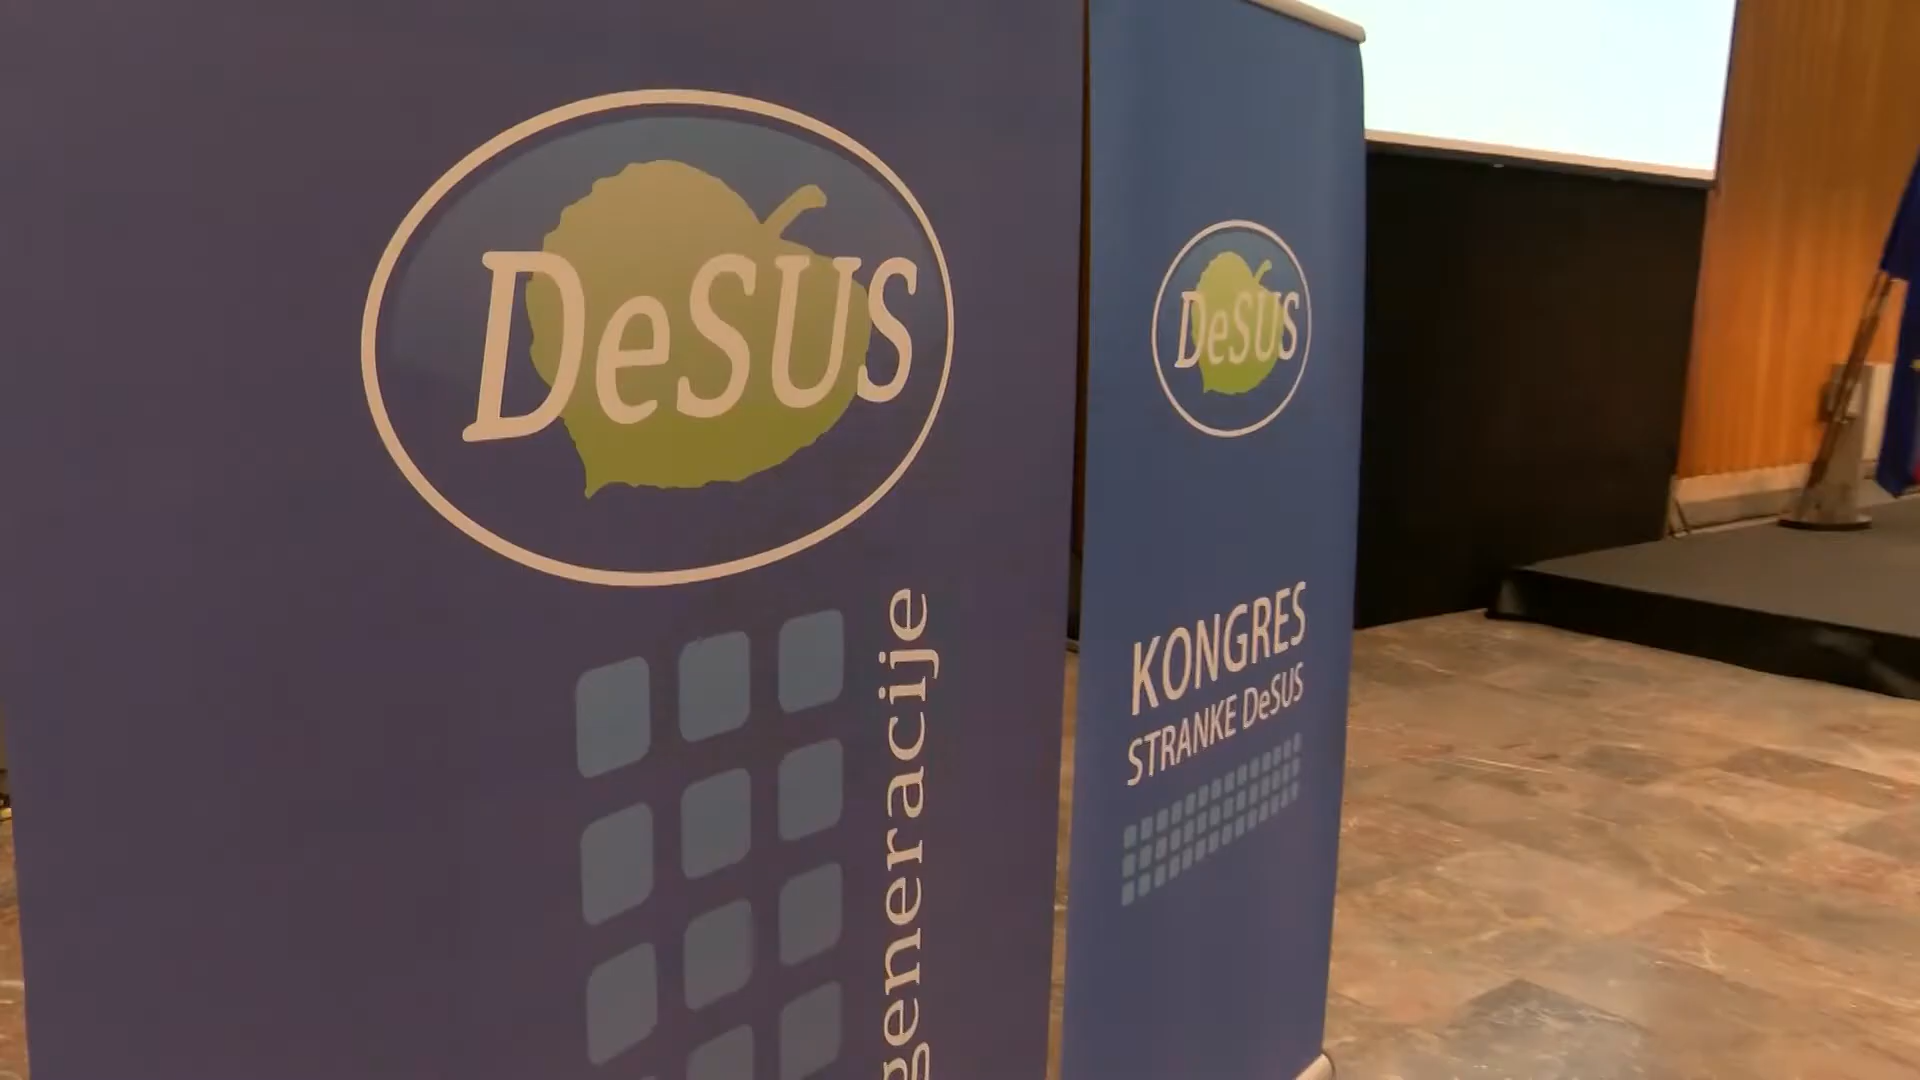 DeSUS
generacije
DeSUS
KONGRES
STRANKE DeSUS